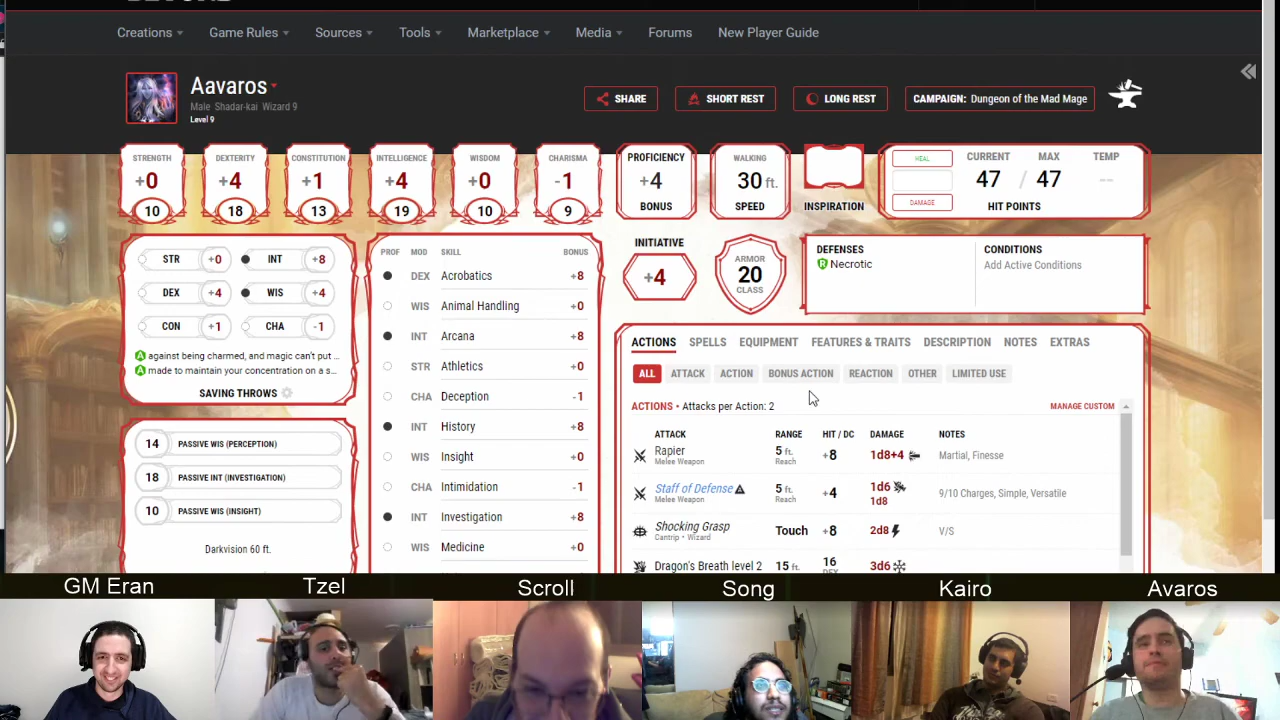 Creations Game Rules Sources Tools Marketplace Media Forums New Player Guide
Aavaros
Male Shadar-kai Wizard 9
Level 9
SHARE SHORT REST LONG REST CAMPAIGN: Dungeon of the Mad Mage
STRENGTH
+0
10
DEXTERITY
+4
18
CONSTITUTION
+1
13
INTELLIGENCE
+4
19
WISDOM
+0
10
CHARISMA
-1
9
PROFICIENCY
+4
BONUS
WALKING
30 ft.
SPEED
INSPIRATION
HEAL
DAMAGE
CURRENT MAX TEMP
47 / 47 --
HIT POINTS
STR +0 INT +8
DEX +4 WIS +4
CON +1 CHA -1
A against being charmed, and magic can't put ...
A made to maintain your concentration on a s...
SAVING THROWS
14 PASSIVE WIS (PERCEPTION)
18 PASSIVE INT (INVESTIGATION)
10 PASSIVE WIS (INSIGHT)
Darkvision 60 ft.
PROF MOD SKILL BONUS
DEX Acrobatics +8
WIS Animal Handling +0
INT Arcana +8
STR Athletics +0
CHA Deception -1
INT History +8
WIS Insight +0
CHA Intimidation -1
INT Investigation +8
WIS Medicine +0
INITIATIVE
+4
ARMOR
20
CLASS
DEFENSES
R Necrotic
CONDITIONS
Add Active Conditions
ACTIONS SPELLS EQUIPMENT FEATURES & TRAITS DESCRIPTION NOTES EXTRAS
ALL ATTACK ACTION BONUS ACTION REACTION OTHER LIMITED USE
ACTIONS • Attacks per Action: 2 MANAGE CUSTOM
ATTACK RANGE HIT / DC DAMAGE NOTES
Rapier 5 ft. +8 1d8+4 Martial, Finesse
Melee Weapon Reach
Staff of Defense 5 ft. +4 1d6 9/10 Charges, Simple, Versatile
Melee Weapon Reach 1d8
Shocking Grasp Touch +8 2d8 V/S
Cantrip • Wizard
Dragon's Breath level 2 15 ft. 16 3d6
DEX
GM Eran Tzel Scroll Song Kairo Avaros